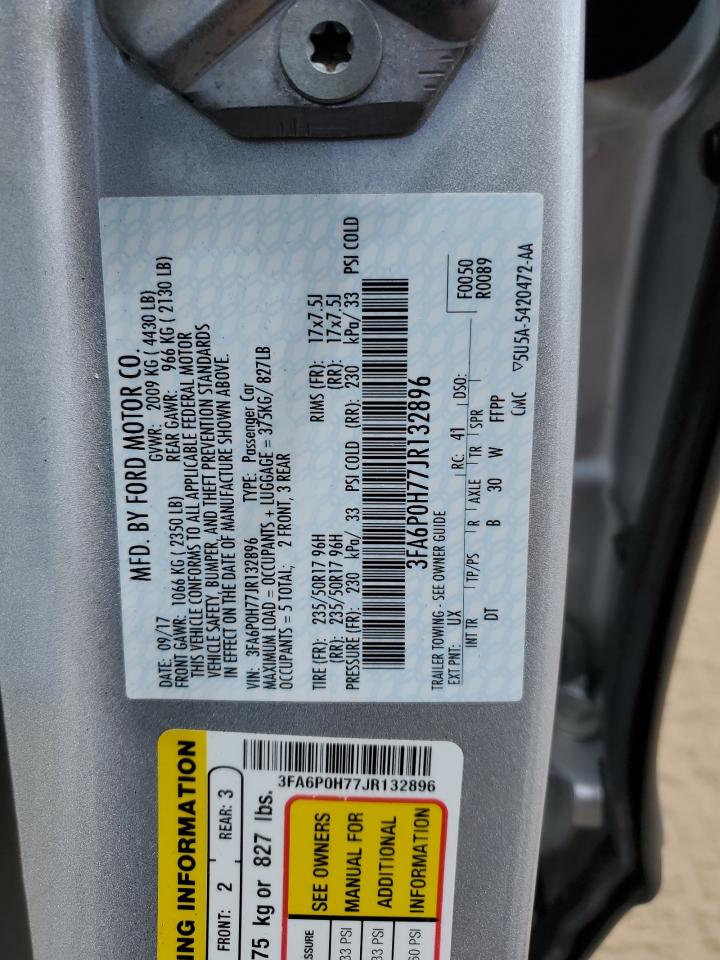 MFD. BY FORD MOTOR CO.
DATE: 09/17 GVWR: 2009 KG ( 4430 LB)
FRONT GAWR: 1066 KG ( 2350 LB) REAR GAWR: 966 KG ( 2130 LB)
THIS VEHICLE CONFORMS TO ALL APPLICABLE FEDERAL MOTOR
VEHICLE SAFETY, BUMPER, AND THEFT PREVENTION STANDARDS
IN EFFECT ON THE DATE OF MANUFACTURE SHOWN ABOVE.
VIN: 3FA6P0H77JR132896 TYPE: Passenger Car
MAXIMUM LOAD = OCCUPANTS + LUGGAGE = 375KG/ 827LB
OCCUPANTS = 5 TOTAL; 2 FRONT, 3 REAR
TIRE (FR): 235/50R17 96H RIMS (FR): 17x7.5J
(RR): 235/50R17 96H (RR): 17x7.5J
PRESSURE (FR): 230 kPa/ 33 PSI COLD (RR): 230 kPa/ 33 PSI COLD
3FA6P0H77JR132896
TRAILER TOWING - SEE OWNER GUIDE
F0050
EXT PNT: UX RC: 41 DSO: R0089
INT TR TP/PS R AXLE TR SPR
DT B 30 W FFPP
CMC ▽5U5A-5420472-AA
ING INFORMATION
FRONT: 2 REAR: 3
75 kg or 827 lbs.
3FA6P0H77JR132896
SSURE
33 PSI
33 PSI
60 PSI
SEE OWNERS
MANUAL FOR
ADDITIONAL
INFORMATION